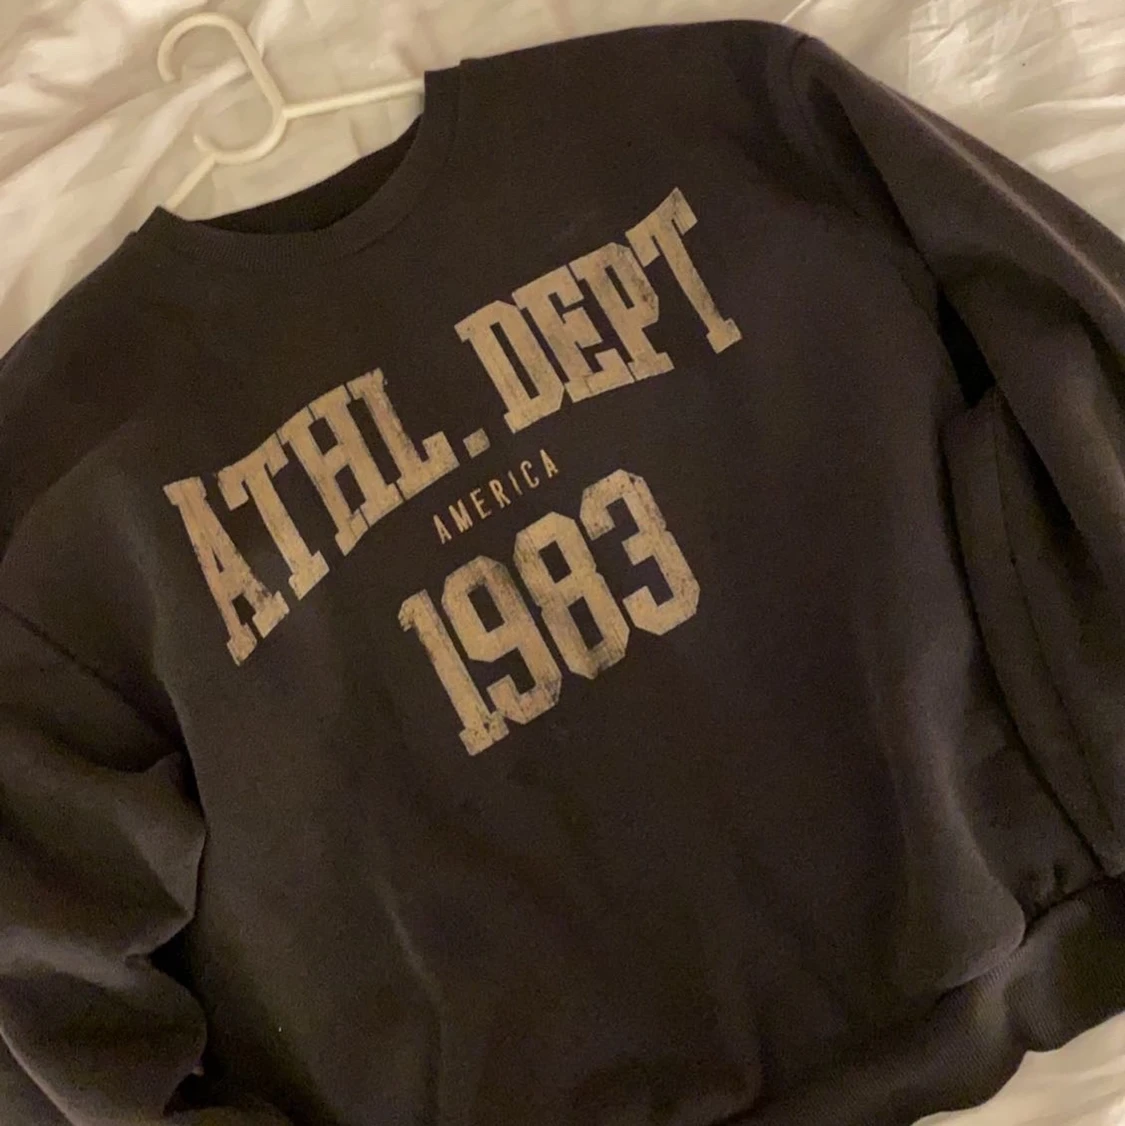 ATHL. DEPT
AMERICA
1983